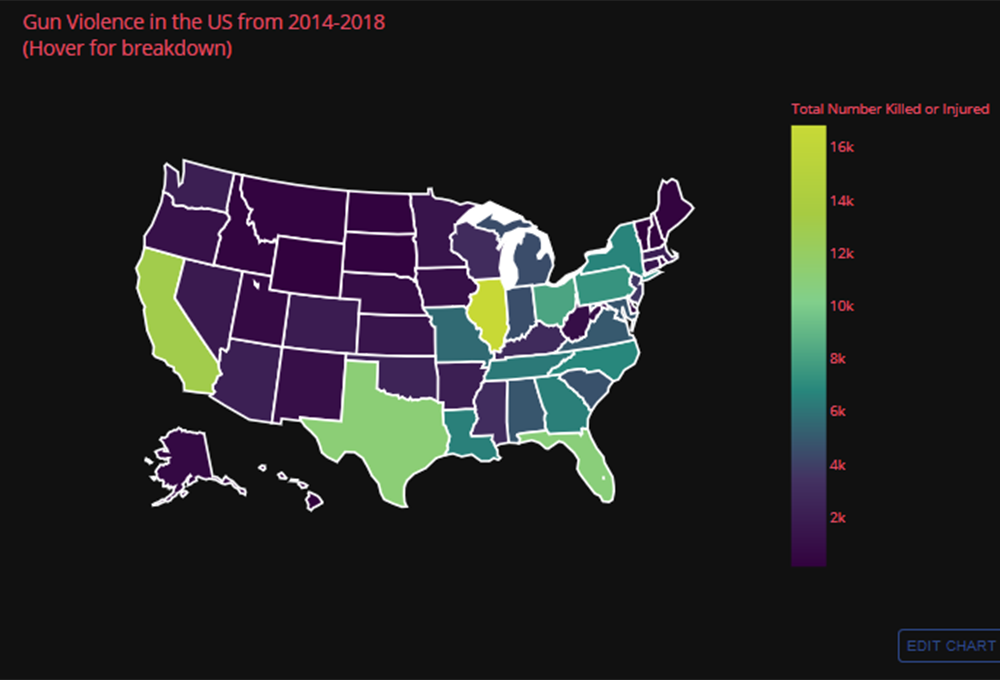 Gun Violence in the US from 2014-2018
(Hover for breakdown)
Total Number Killed or Injured
16k
14k
12k
10k
8k
6k
4k
2k
EDIT CHART